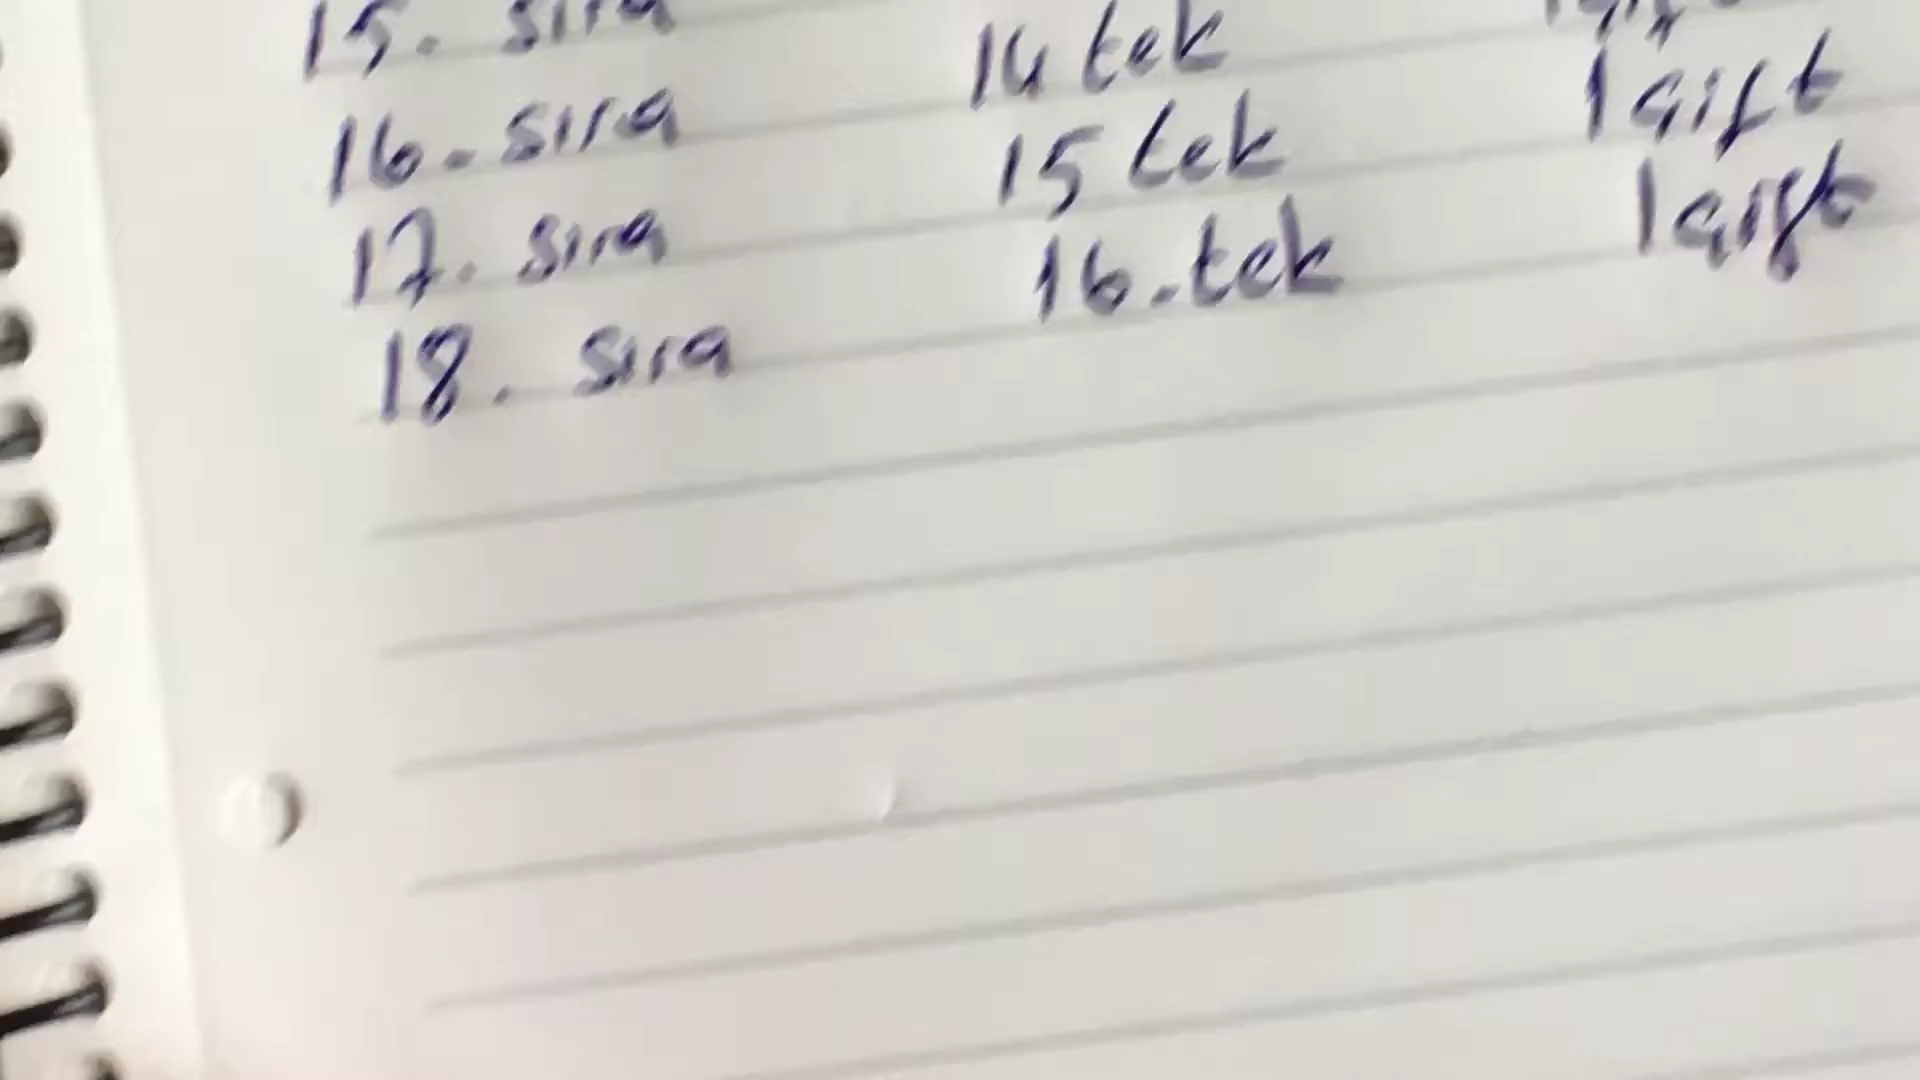 15. sıra
16. sıra 14 tek
17. sıra 15 tek 1 çift
18. sıra 16. tek 1 çift